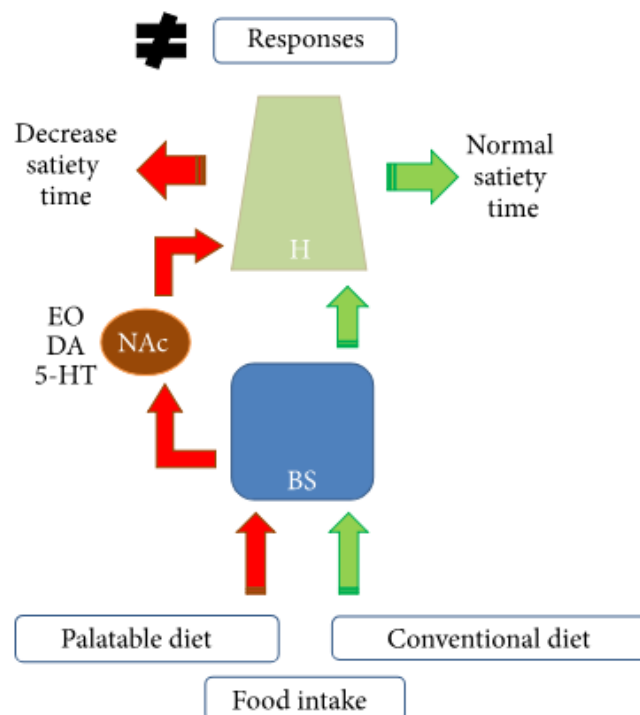 ≠ Responses
Decrease
satiety
time
Normal
satiety
time
H
EO
DA
5-HT
NAc
BS
Palatable diet
Conventional diet
Food intake